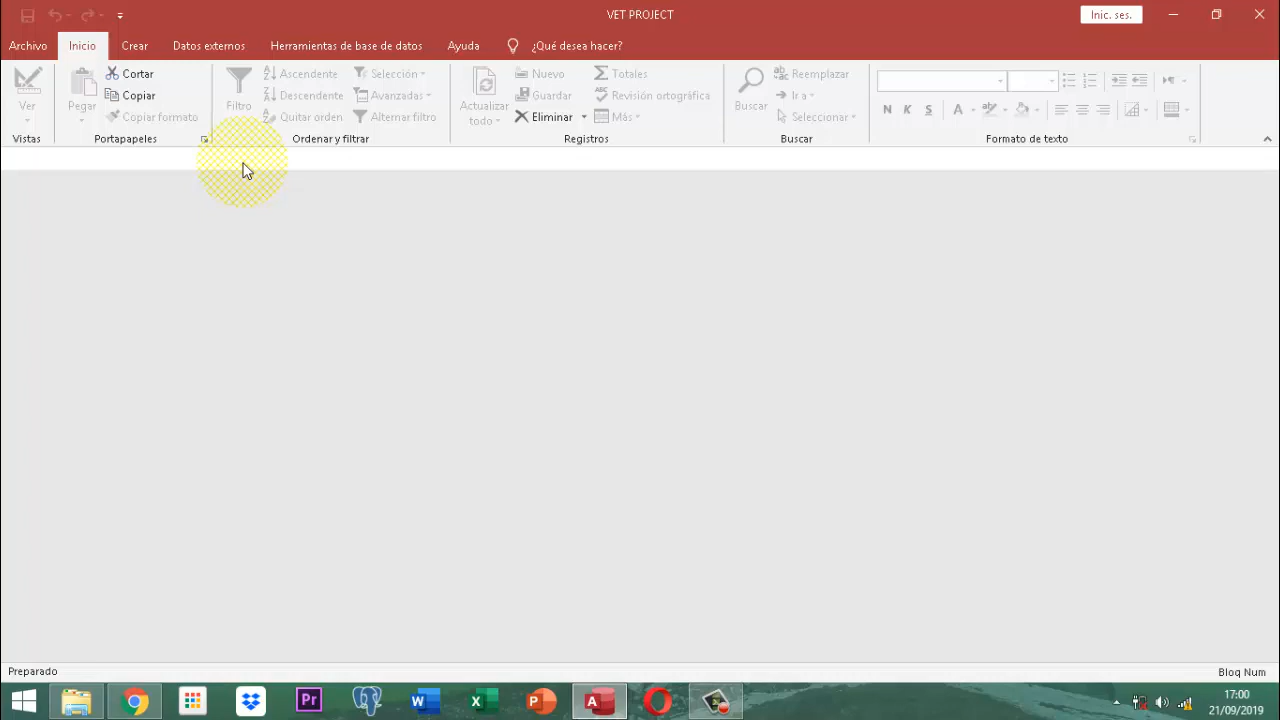 VET PROJECT
Inic. ses.
Archivo Inicio Crear Datos externos Herramientas de base de datos Ayuda ¿Qué desea hacer?
Ver
Vistas
Pegar
Cortar
Copiar
Copiar formato
Portapapeles
Filtro
Ascendente
Descendente
Quitar orden
Selección
Avanzadas
Alternar filtro
Ordenar y filtrar
Actualizar
todo
Nuevo
Guardar
Eliminar
Totales
Revisión ortográfica
Más
Registros
Buscar
Reemplazar
Ir a
Seleccionar
Buscar
N K S A
Formato de texto
Preparado
Bloq Num
17:00
21/09/2019